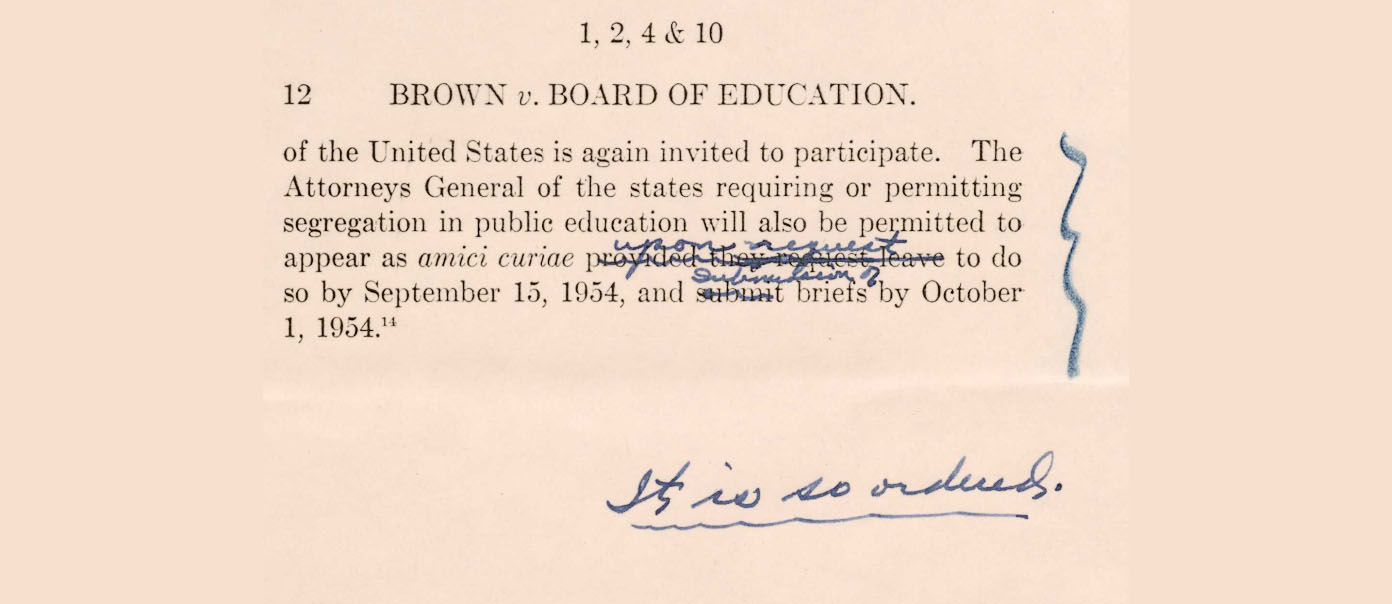 1, 2, 4 & 10
12 BROWN v. BOARD OF EDUCATION.
of the United States is again invited to participate. The
Attorneys General of the states requiring or permitting
segregation in public education will also be permitted to
upon request
appear as amici curiae provided they request leave to do
submission of
so by September 15, 1954, and submit briefs by October
1, 1954.14
It is so ordered.